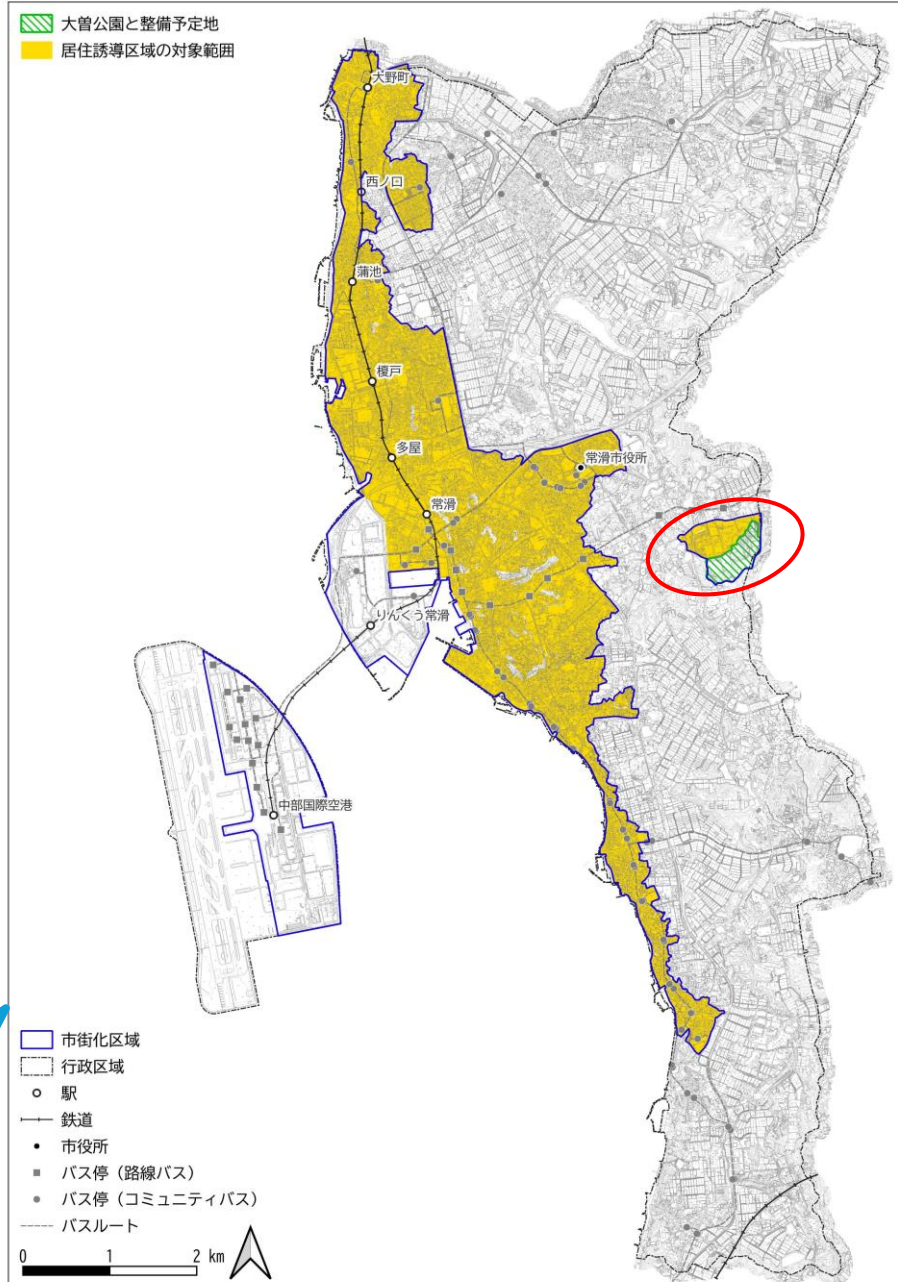 大曽公園と整備予定地
居住誘導区域の対象範囲
大野町
西ノ口
蒲池
榎戸
多屋
常滑市役所
常滑
りんくう常滑
中部国際空港
市街化区域
行政区域
駅
鉄道
市役所
バス停（路線バス）
バス停（コミュニティバス）
バスルート
0 1 2 km